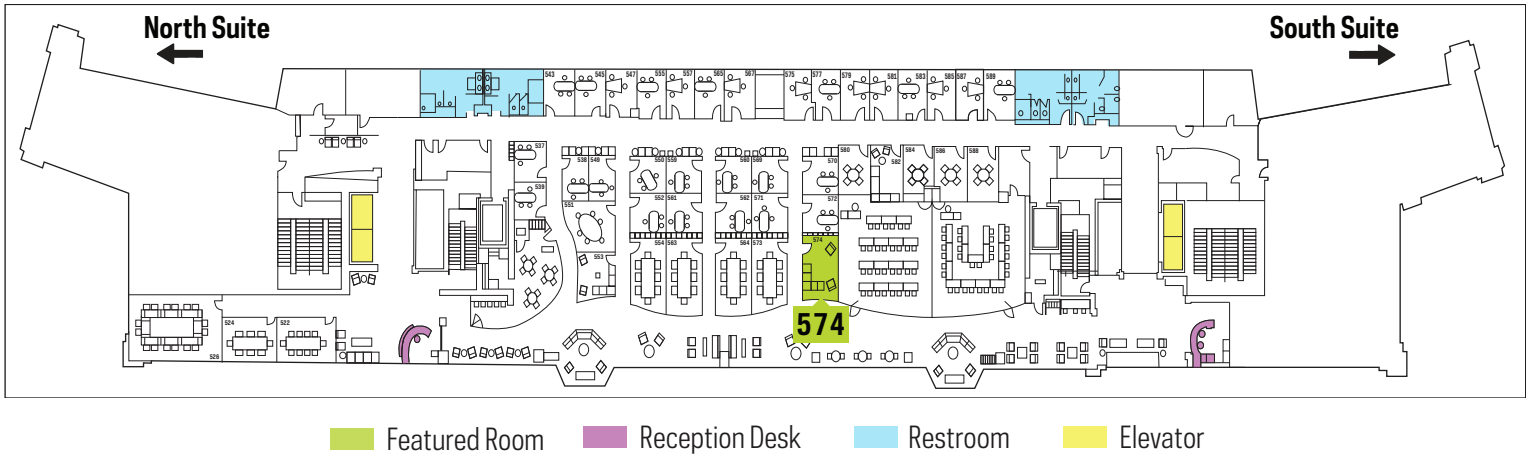 North Suite
South Suite
543 545 547 555 557 565 567 575 577 579 581 583 585 587 589
537 538 549 550 559 560 569 570 580 582 584 586 588
539 552 561 562 571 572
551
553 554 563 564 573 574
574
524 522
526
Featured Room
Reception Desk
Restroom
Elevator